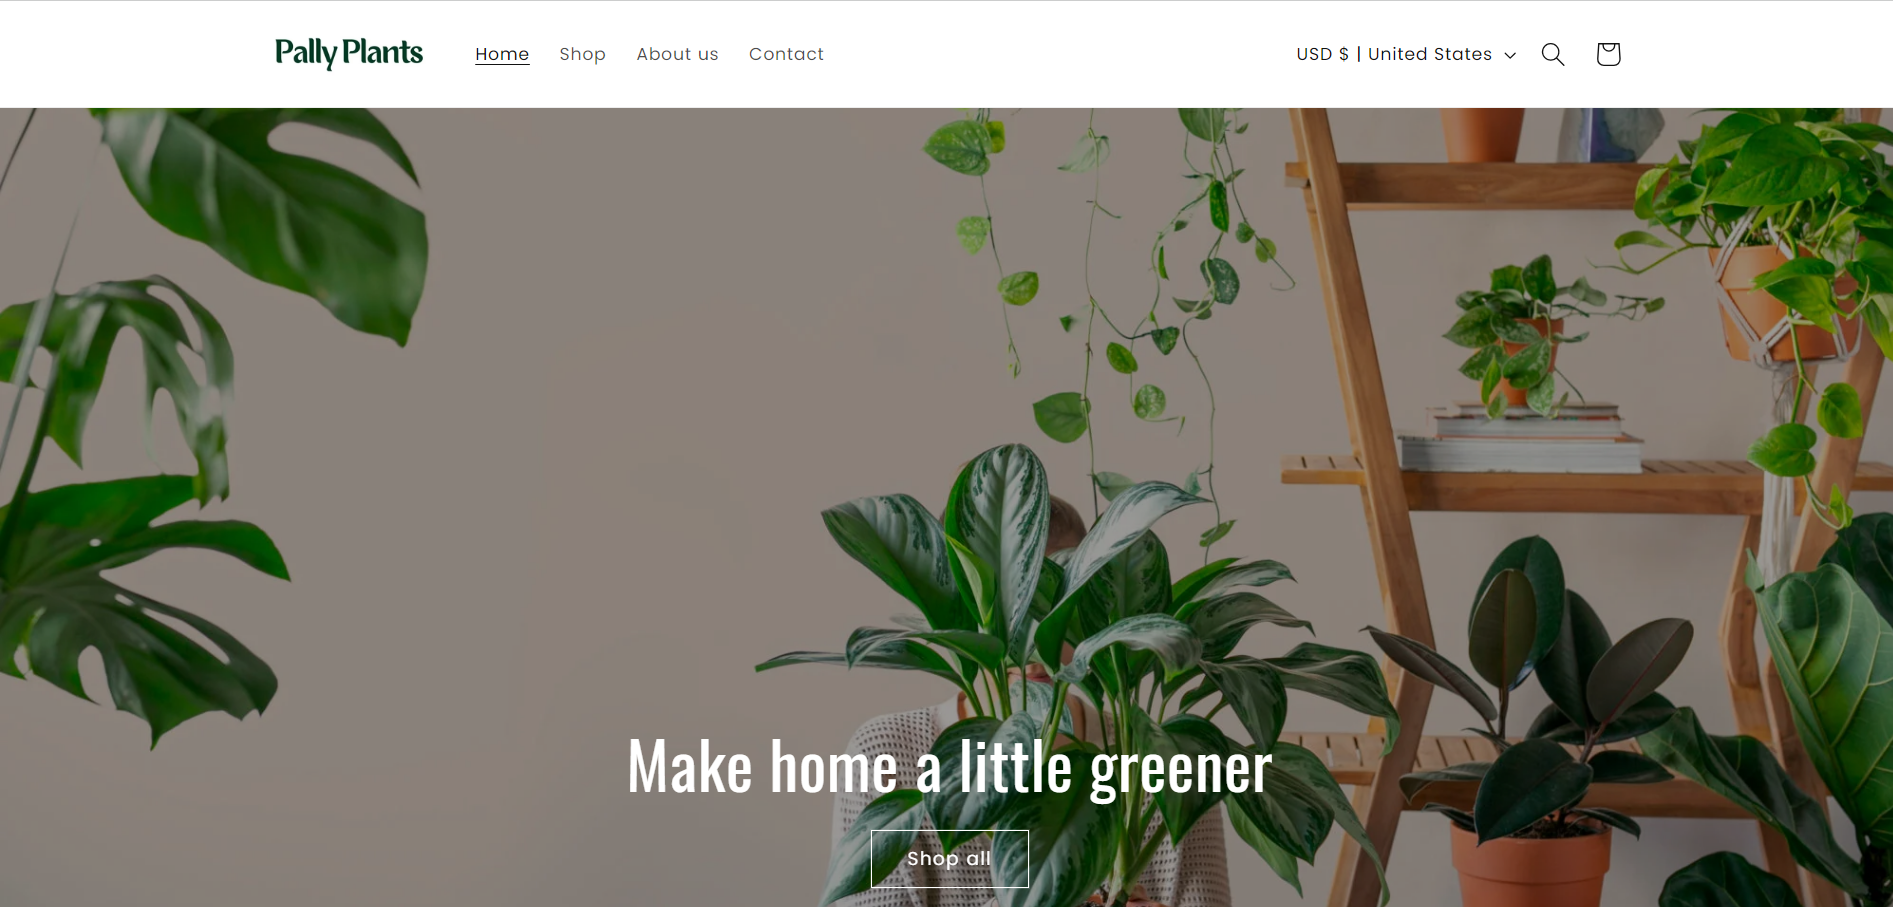 Pally Plants
Home Shop About us Contact
USD $ | United States
Make home a little greener
Shop all